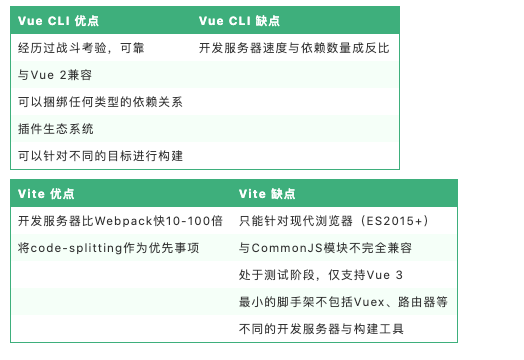 Vue CLI 优点 Vue CLI 缺点
经历过战斗考验，可靠 开发服务器速度与依赖数量成反比
与Vue 2兼容
可以捆绑任何类型的依赖关系
插件生态系统
可以针对不同的目标进行构建
Vite 优点 Vite 缺点
开发服务器比Webpack快10-100倍 只能针对现代浏览器（ES2015+）
将code-splitting作为优先事项 与CommonJS模块不完全兼容
处于测试阶段，仅支持Vue 3
最小的脚手架不包括Vuex、路由器等
不同的开发服务器与构建工具